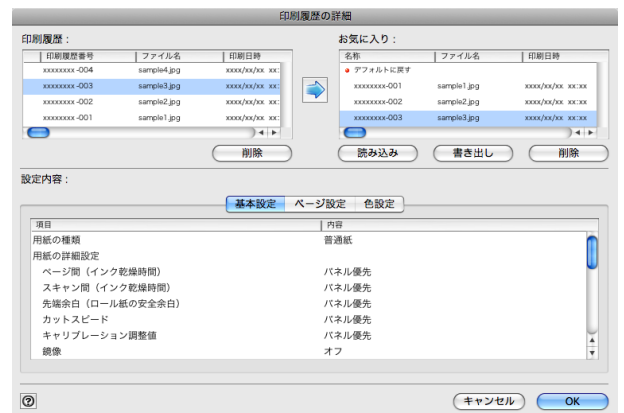 印刷履歴の詳細
印刷履歴：
印刷履歴番号 ファイル名 印刷日時
xxxxxxxx -004 sample4.jpg xxxx/xx/xx xx:
xxxxxxxx -003 sample3.jpg xxxx/xx/xx xx:
xxxxxxxx -002 sample2.jpg xxxx/xx/xx xx:
xxxxxxxx -001 sample1.jpg xxxx/xx/xx xx:
削除
お気に入り：
名称 ファイル名 印刷日時
デフォルトに戻す
xxxxxxxx-001 sample1.jpg xxxx/xx/xx xx:xx
xxxxxxxx-002 sample2.jpg xxxx/xx/xx xx:xx
xxxxxxxx-003 sample3.jpg xxxx/xx/xx xx:xx
読み込み 書き出し 削除
設定内容：
基本設定 ページ設定 色設定
項目 内容
用紙の種類 普通紙
用紙の詳細設定
ページ間（インク乾燥時間） パネル優先
スキャン間（インク乾燥時間） パネル優先
先端余白（ロール紙の安全余白） パネル優先
カットスピード パネル優先
キャリブレーション調整値 パネル優先
鏡像 オフ
? キャンセル OK